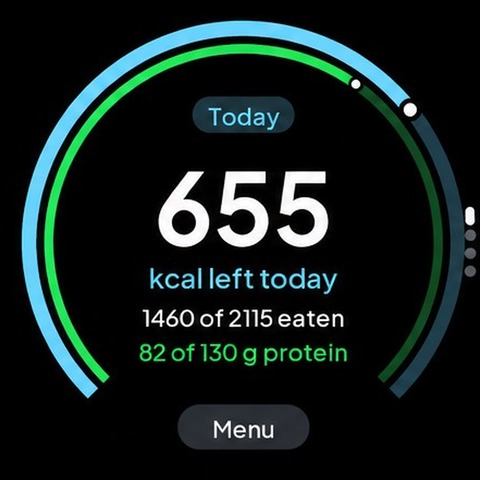 Today
655
kcal left today
1460 of 2115 eaten
82 of 130 g protein
Menu